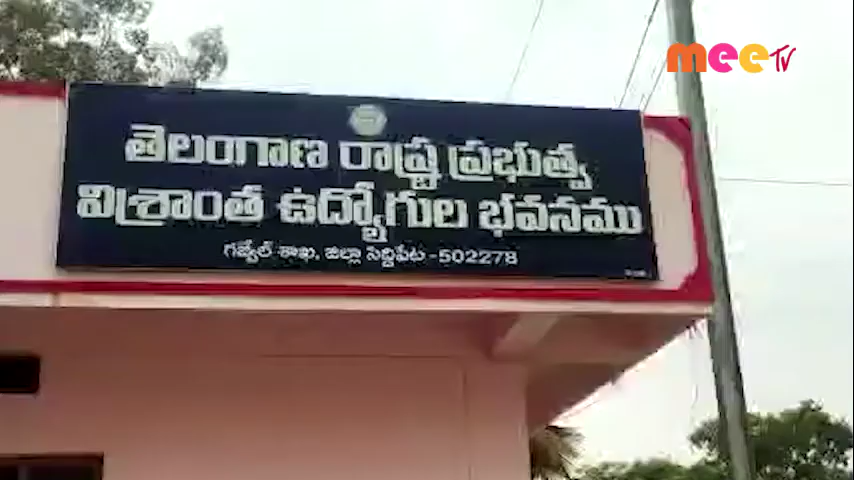 meeTV
తెలంగాణ రాష్ట్ర ప్రభుత్వ
విశ్రాంత ఉద్యోగుల భవనము
గజ్వేల్ శాఖ, జిల్లా సిద్దిపేట -502278